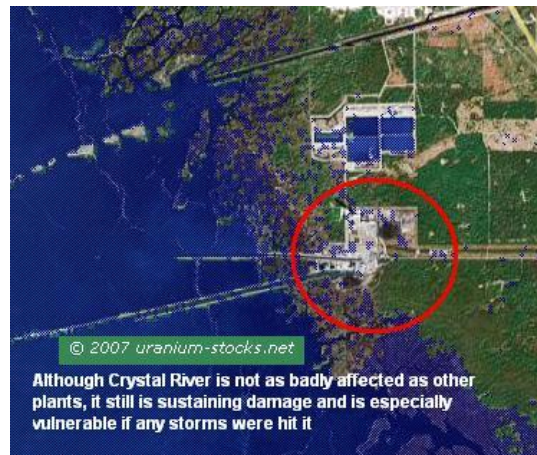 © 2007 uranium-stocks.net
Although Crystal River is not as badly affected as other
plants, it still is sustaining damage and is especially
vulnerable if any storms were hit it